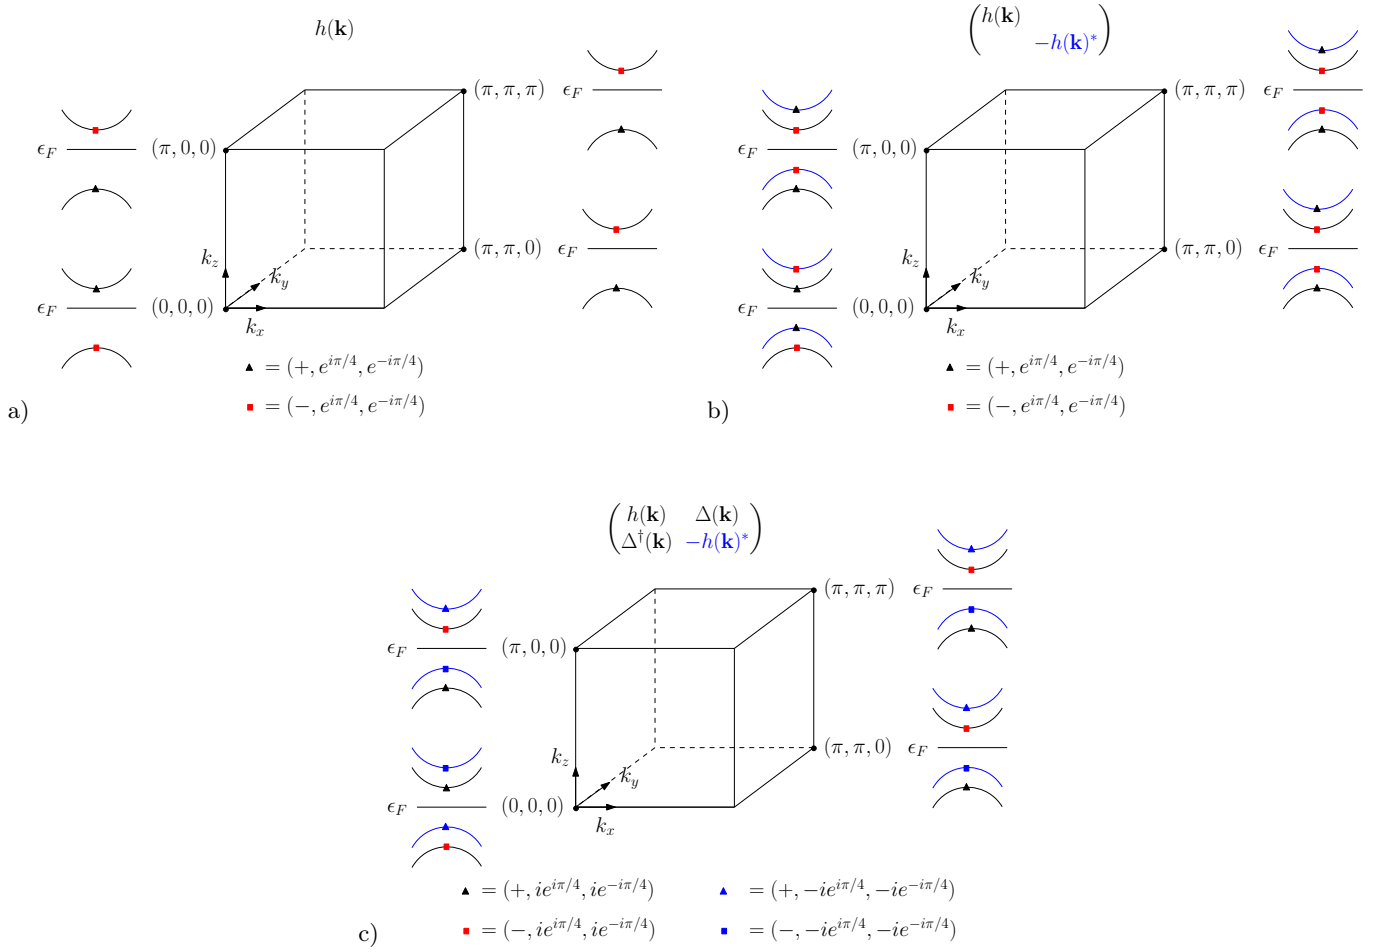 h(k)
ϵ_F
(π, π, π)
ϵ_F
(π, 0, 0)
ϵ_F
(π, π, 0)
k_z
k_y
ϵ_F
(0, 0, 0)
k_x
▲ = (+, e^{iπ/4}, e^{−iπ/4})
■ = (−, e^{iπ/4}, e^{−iπ/4})
a)
( h(k)
−h(k)* )
ϵ_F
(π, π, π)
ϵ_F
(π, 0, 0)
ϵ_F
(π, π, 0)
k_z
k_y
ϵ_F
(0, 0, 0)
k_x
▲ = (+, e^{iπ/4}, e^{−iπ/4})
■ = (−, e^{iπ/4}, e^{−iπ/4})
b)
( h(k) Δ(k)
Δ†(k) −h(k)* )
ϵ_F
(π, π, π)
ϵ_F
(π, 0, 0)
ϵ_F
(π, π, 0)
k_z
k_y
ϵ_F
(0, 0, 0)
k_x
▲ = (+, ie^{iπ/4}, ie^{−iπ/4}) ▲ = (+, −ie^{iπ/4}, −ie^{−iπ/4})
■ = (−, ie^{iπ/4}, ie^{−iπ/4}) ■ = (−, −ie^{iπ/4}, −ie^{−iπ/4})
c)